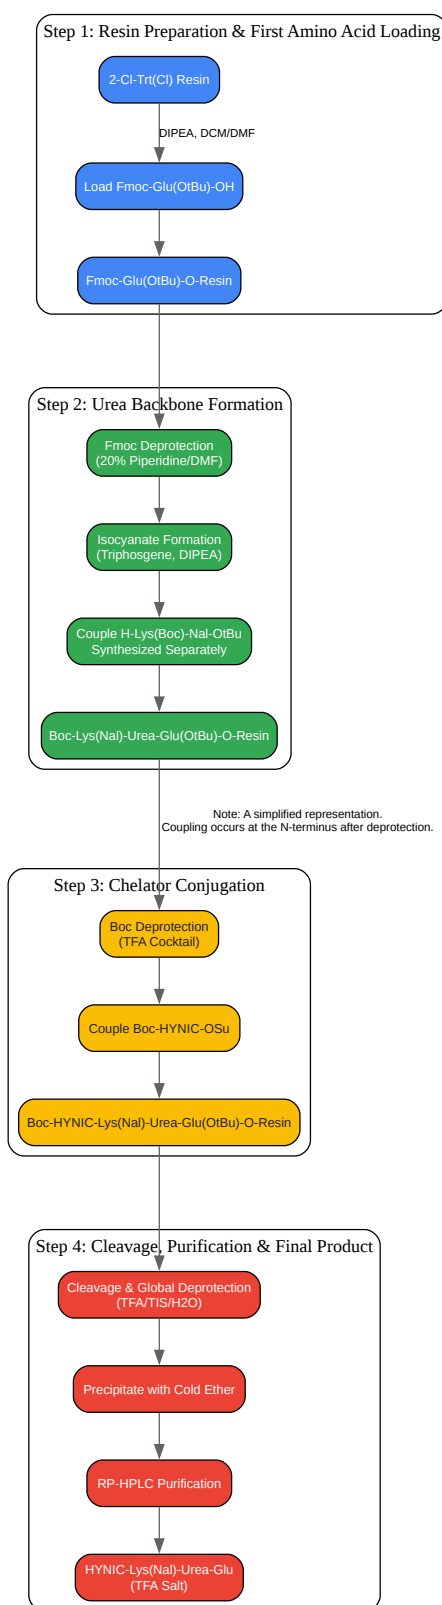 Step 1: Resin Preparation & First Amino Acid Loading
2-Cl-Trt(Cl) Resin
DIPEA, DCM/DMF
Load Fmoc-Glu(OtBu)-OH
Fmoc-Glu(OtBu)-O-Resin
Step 2: Urea Backbone Formation
Fmoc Deprotection
(20% Piperidine/DMF)
Isocyanate Formation
(Triphosgene, DIPEA)
Couple H-Lys(Boc)-Nal-OtBu
Synthesized Separately
Boc-Lys(Nal)-Urea-Glu(OtBu)-O-Resin
Note: A simplified representation.
Coupling occurs at the N-terminus after deprotection.
Step 3: Chelator Conjugation
Boc Deprotection
(TFA Cocktail)
Couple Boc-HYNIC-OSu
Boc-HYNIC-Lys(Nal)-Urea-Glu(OtBu)-O-Resin
Step 4: Cleavage, Purification & Final Product
Cleavage & Global Deprotection
(TFA/TIS/H2O)
Precipitate with Cold Ether
RP-HPLC Purification
HYNIC-Lys(Nal)-Urea-Glu
(TFA Salt)